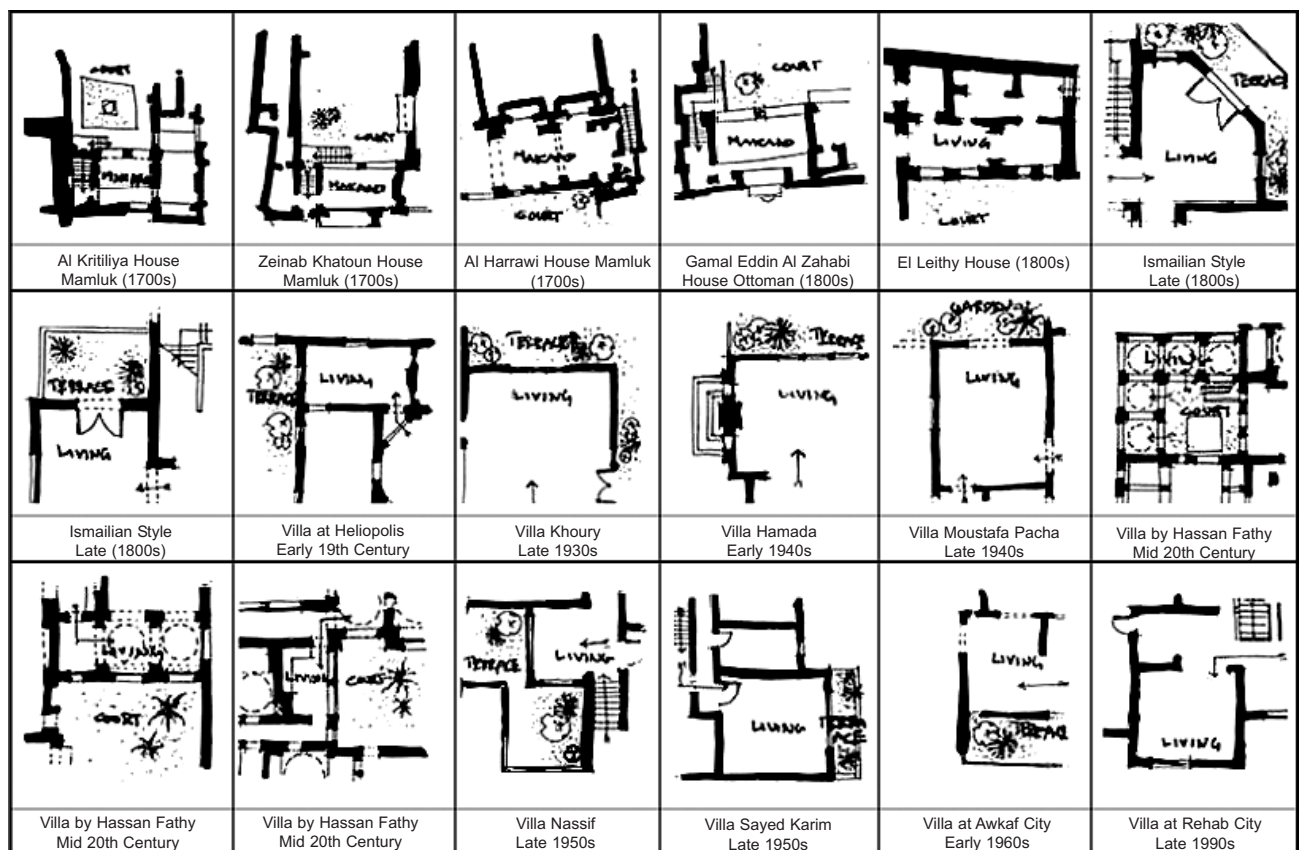 COURT
MAKAAD
Al Kritiliya House
Mamluk (1700s)
COURT
MAKAAD
Zeinab Khatoun House
Mamluk (1700s)
MAKAAD
COURT
Al Harrawi House Mamluk
(1700s)
COURT
MAKAAD
Gamal Eddin Al Zahabi
House Ottoman (1800s)
LIVING
COURT
El Leithy House (1800s)
TERRACE
LIVING
Ismailian Style
Late (1800s)
TERRACE
LIVING
Ismailian Style
Late (1800s)
LIVING
TERRACE
Villa at Heliopolis
Early 19th Century
TERRACE
LIVING
Villa Khoury
Late 1930s
TERRACE
LIVING
Villa Hamada
Early 1940s
GARDEN
LIVING
Villa Moustafa Pacha
Late 1940s
LIVING
COURT
Villa by Hassan Fathy
Mid 20th Century
LIVING
COURT
Villa by Hassan Fathy
Mid 20th Century
LIVING
COURT
Villa by Hassan Fathy
Mid 20th Century
TERRACE
LIVING
Villa Nassif
Late 1950s
LIVING
TERRA
CE
Villa Sayed Karim
Late 1950s
LIVING
TERRACE
Villa at Awkaf City
Early 1960s
LIVING
Villa at Rehab City
Late 1990s